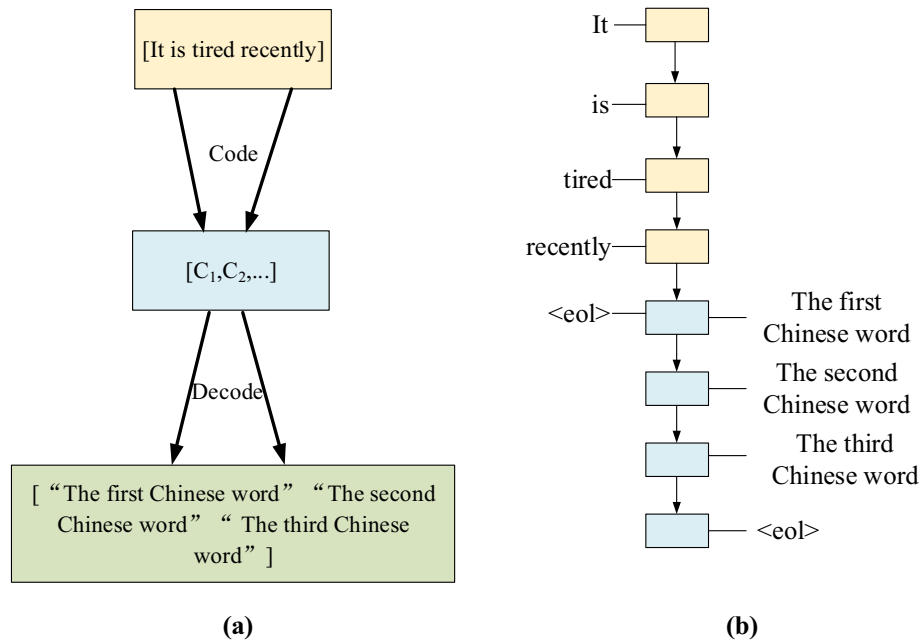 [It is tired recently]
Code
[C₁,C₂,...]
Decode
[ “The first Chinese word” “The second
Chinese word” “ The third Chinese
word” ]
(a)
It
is
tired
recently
<eol>
The first
Chinese word
The second
Chinese word
The third
Chinese word
<eol>
(b)